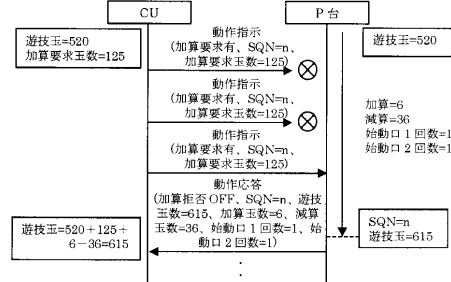 CU
P台
遊技玉=520
加算要求玉数=125
動作指示
(加算要求有、SQN=n、
加算要求玉数=125)
遊技玉=520
動作指示
(加算要求有、SQN=n、
加算要求玉数=125)
加算=6
減算=36
始動口1回数=1
始動口2回数=1
動作指示
(加算要求有、SQN=n、
加算要求玉数=125)
動作応答
(加算拒否OFF、SQN=n、遊技
玉数=615、加算玉数=6、減算
玉数=36、始動口1回数=1、始
動口2回数=1)
遊技玉=520+125+
6-36=615
SQN=n
遊技玉=615